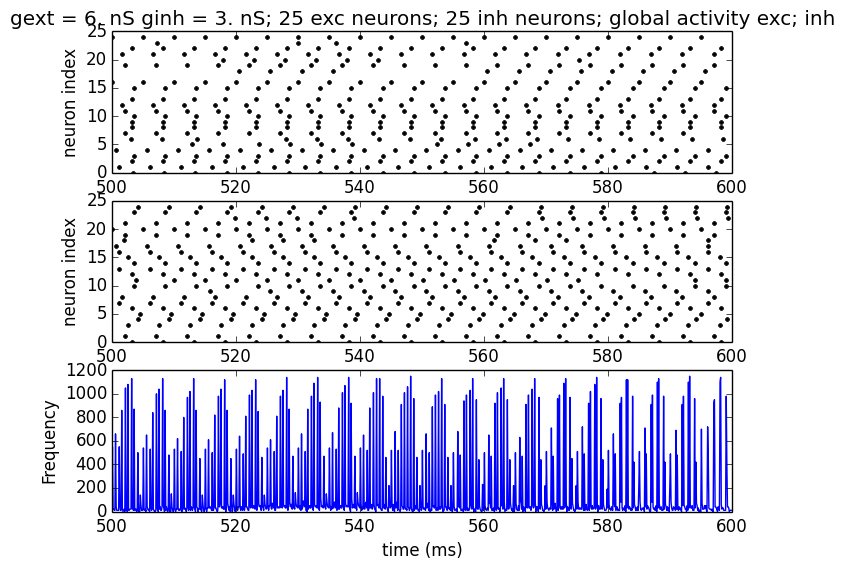 gext = 6. nS ginh = 3. nS; 25 exc neurons; 25 inh neurons; global activity exc; inh
25
20
15
10
5
0
neuron index
500 520 540 560 580 600
25
20
15
10
5
0
neuron index
500 520 540 560 580 600
1200
1000
800
600
400
200
0
Frequency
500 520 540 560 580 600
time (ms)